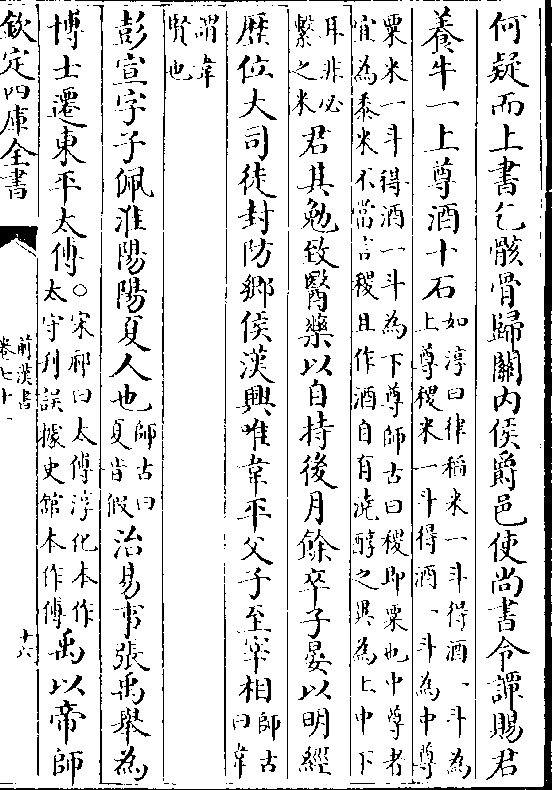 何疑而上書乞骸骨歸關內侯爵邑使尚書令譚賜君
養牛一上尊酒十石如淳曰律稻米一斗得酒一斗為
上尊稷米一斗得酒一斗為中尊
粟米一斗得酒一斗為下尊師古曰稷即粟也中尊者
宜為黍米不當言稷且作酒自有澆醇之異為上中下
耳非必
繫之米君其勉致醫藥以自持後月餘卒子晏以明經
歷位大司徒封防鄉侯漢興唯韋平父子至宰相師古
曰韋
謂韋
賢也
彭宣字子佩淮陽陽夏人也師古曰
夏音假治易事張禹舉為
博士遷東平太傅○宋祁曰太傅淳化本作
太守刋誤據史館本作傅禹以帝師
欽定四庫全書
前漢書
卷七十一
十六